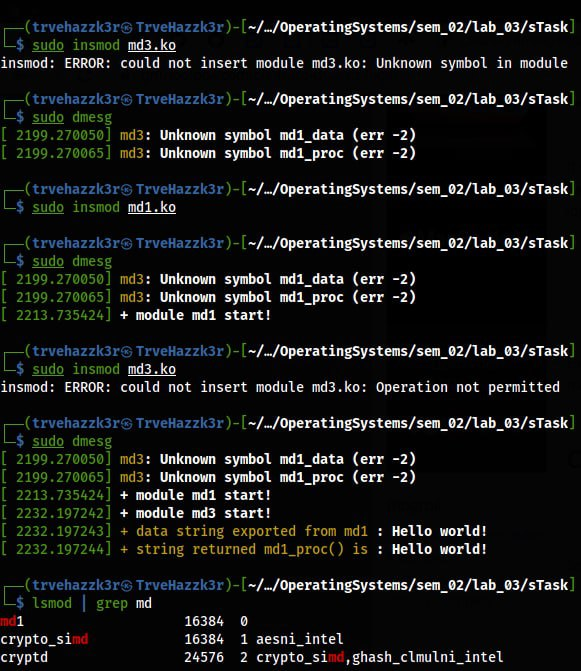 ┌──(trvehazzk3r㉿TrveHazzk3r)-[~/…/OperatingSystems/sem_02/lab_03/sTask]
└─$ sudo insmod md3.ko
insmod: ERROR: could not insert module md3.ko: Unknown symbol in module
┌──(trvehazzk3r㉿TrveHazzk3r)-[~/…/OperatingSystems/sem_02/lab_03/sTask]
└─$ sudo dmesg
[ 2199.270050] md3: Unknown symbol md1_data (err -2)
[ 2199.270065] md3: Unknown symbol md1_proc (err -2)
┌──(trvehazzk3r㉿TrveHazzk3r)-[~/…/OperatingSystems/sem_02/lab_03/sTask]
└─$ sudo insmod md1.ko
┌──(trvehazzk3r㉿TrveHazzk3r)-[~/…/OperatingSystems/sem_02/lab_03/sTask]
└─$ sudo dmesg
[ 2199.270050] md3: Unknown symbol md1_data (err -2)
[ 2199.270065] md3: Unknown symbol md1_proc (err -2)
[ 2213.735424] + module md1 start!
┌──(trvehazzk3r㉿TrveHazzk3r)-[~/…/OperatingSystems/sem_02/lab_03/sTask]
└─$ sudo insmod md3.ko
insmod: ERROR: could not insert module md3.ko: Operation not permitted
┌──(trvehazzk3r㉿TrveHazzk3r)-[~/…/OperatingSystems/sem_02/lab_03/sTask]
└─$ sudo dmesg
[ 2199.270050] md3: Unknown symbol md1_data (err -2)
[ 2199.270065] md3: Unknown symbol md1_proc (err -2)
[ 2213.735424] + module md1 start!
[ 2232.197242] + module md3 start!
[ 2232.197243] + data string exported from md1 : Hello world!
[ 2232.197244] + string returned md1_proc() is : Hello world!
┌──(trvehazzk3r㉿TrveHazzk3r)-[~/…/OperatingSystems/sem_02/lab_03/sTask]
└─$ lsmod | grep md
md1 16384 0
crypto_simd 16384 1 aesni_intel
cryptd 24576 2 crypto_simd,ghash_clmulni_intel